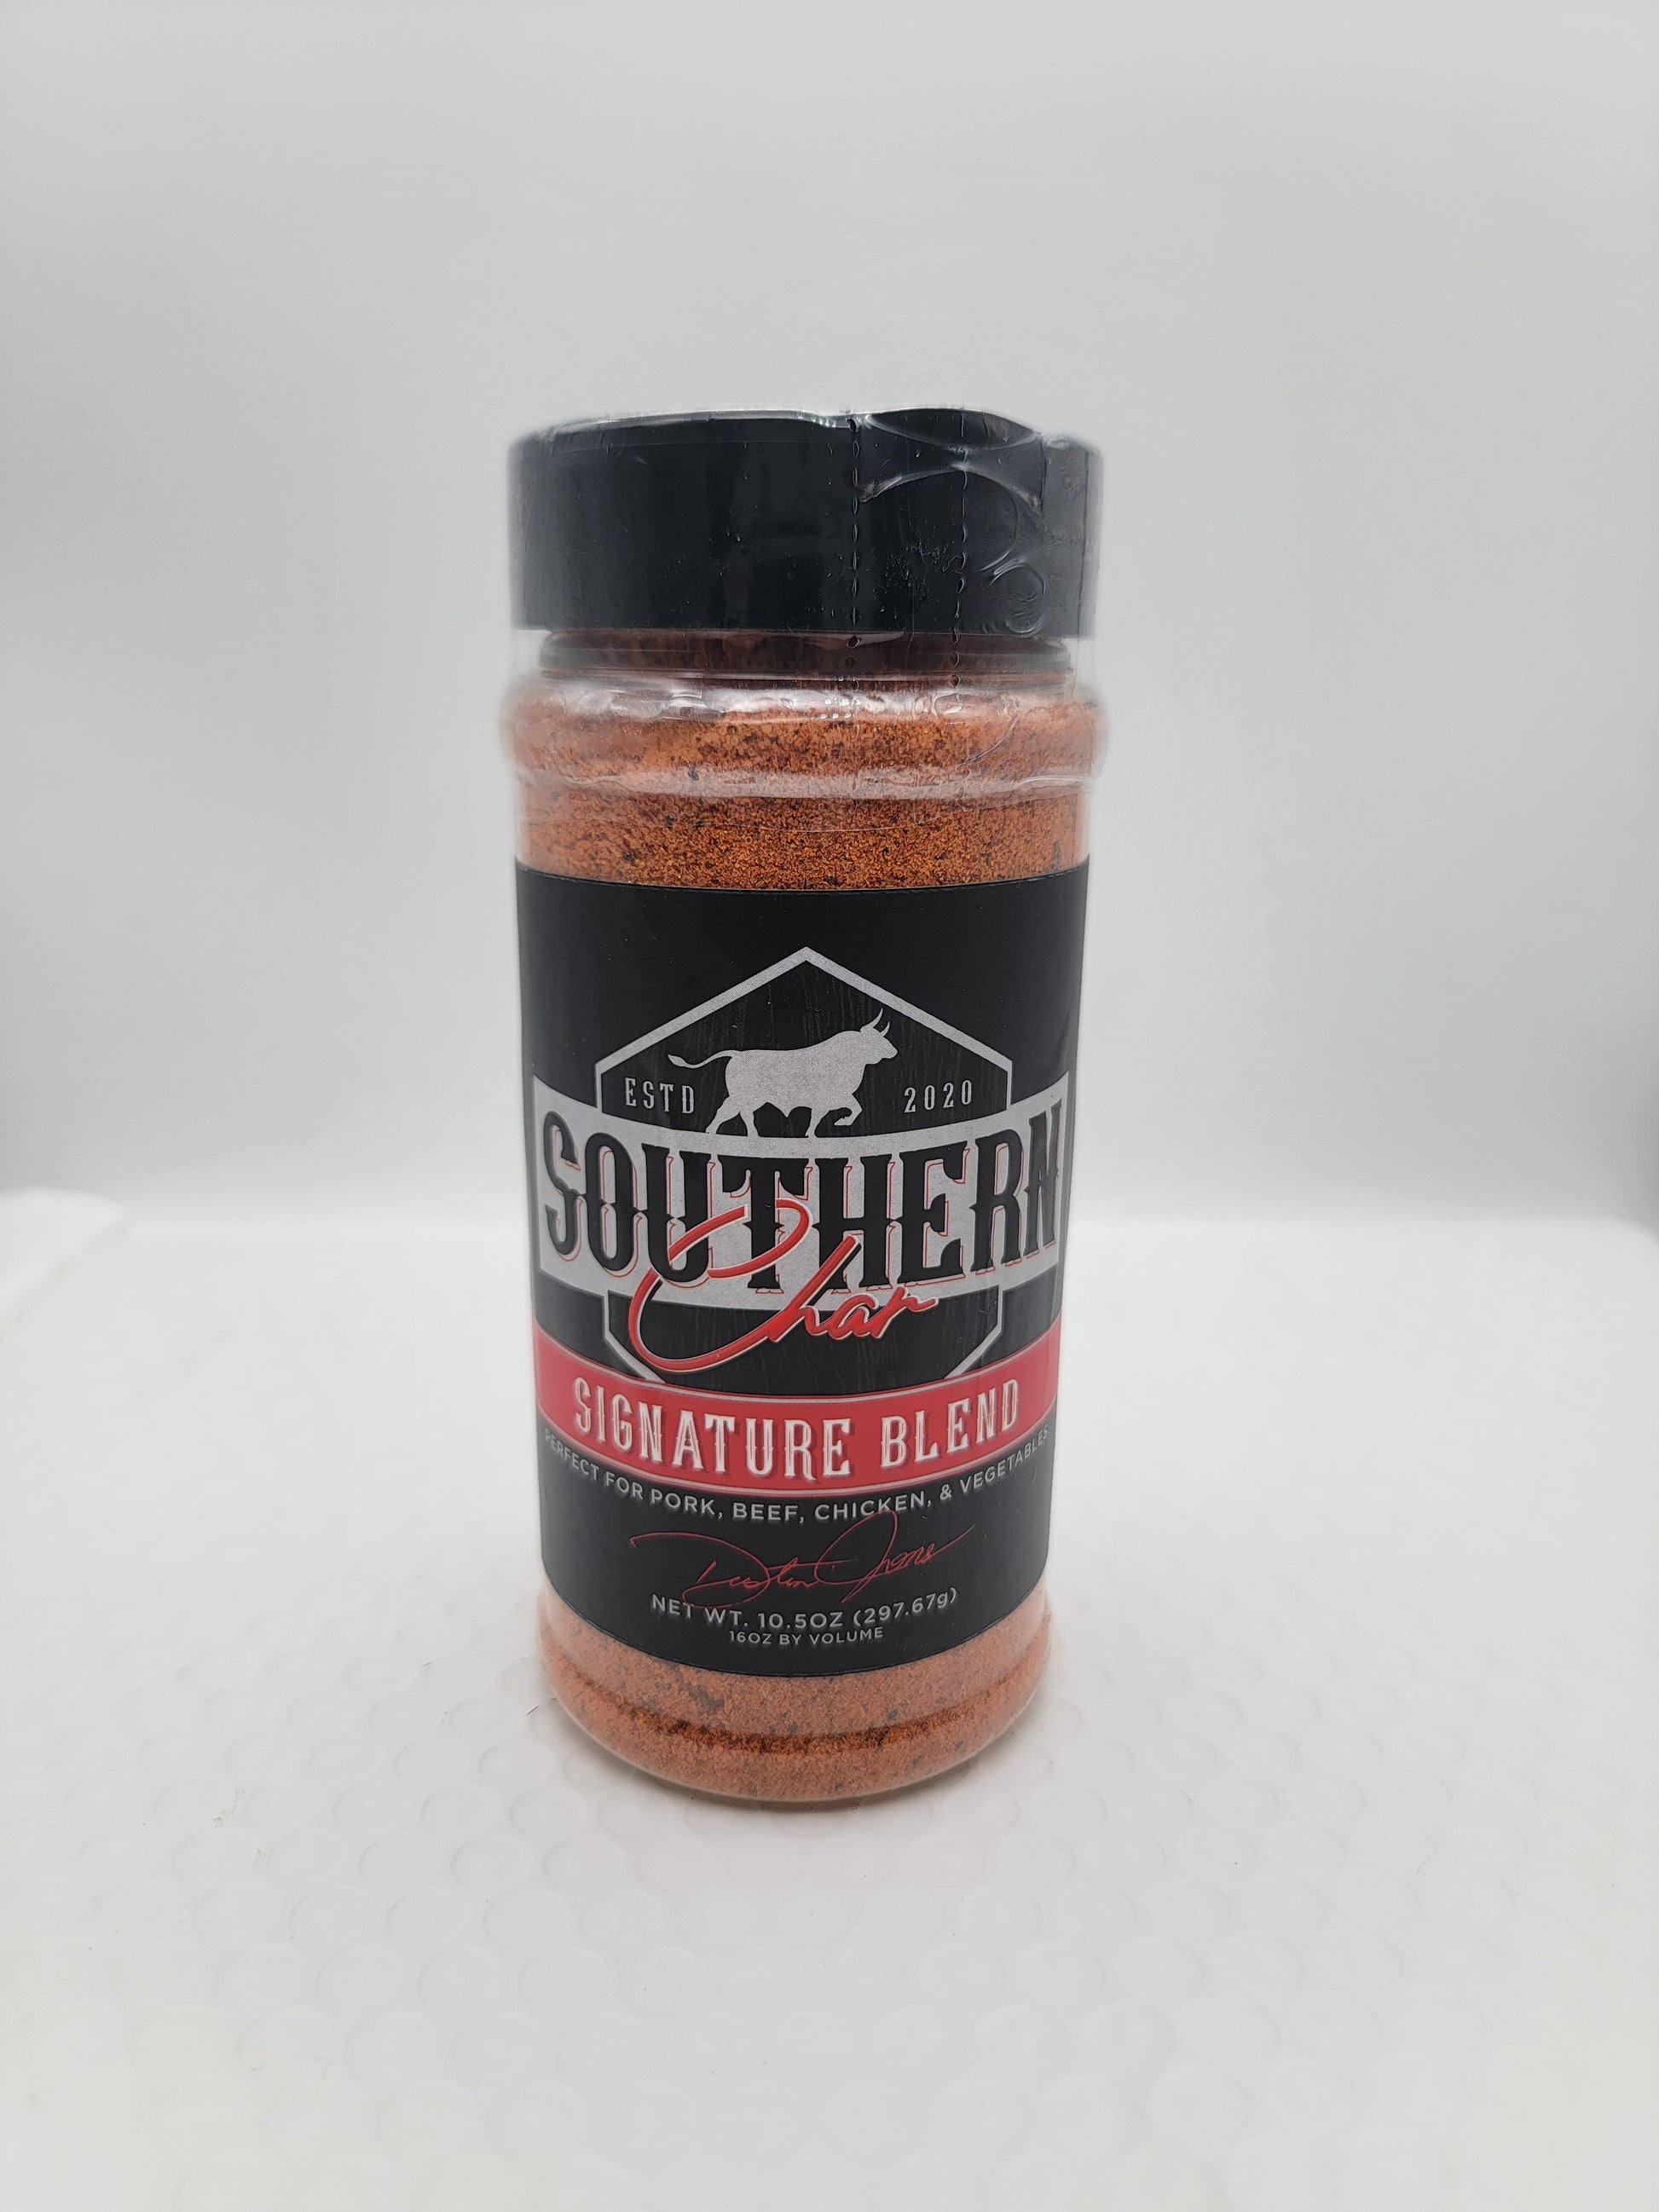 ESTD 2020
SOUTHERN
Char
SIGNATURE BLEND
PERFECT FOR PORK, BEEF, CHICKEN, & VEGETABLES
NET WT. 10.5OZ (297.67g)
16OZ BY VOLUME